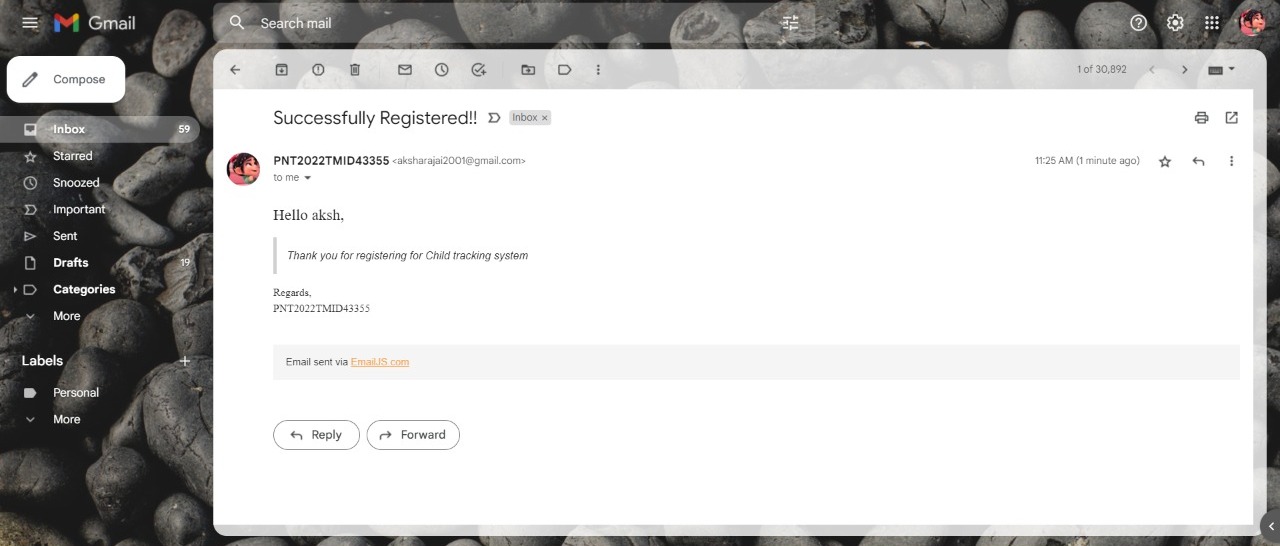 Gmail
Search mail
Compose
1 of 30,892
Inbox 59
Starred
Snoozed
Important
Sent
Drafts 19
Categories
More
Labels
Personal
More
Successfully Registered!! Inbox ×
PNT2022TMID43355 <aksharajai2001@gmail.com> 11:25 AM (1 minute ago)
to me
Hello aksh,
Thank you for registering for Child tracking system
Regards,
PNT2022TMID43355
Email sent via EmailJS.com
Reply Forward